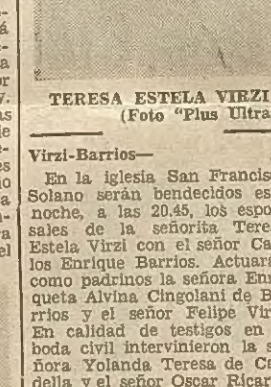 TERESA ESTELA VIRZI
(Foto "Plus Ultra
Virzi-Barrios—
En la iglesia San Francis
Solano serán bendecidos es
noche, a las 20.45, los espo
sales de la señorita Tere
Estela Virzi con el señor Ca
los Enrique Barrios. Actuará
como padrinos la señora En
queta Alvina Cingolani de B
rrios y el señor Felipe Vir
En calidad de testigos en
boda civil intervinieron la s
ñora Yolanda Teresa de Co
della y el señor Oscar Ricar